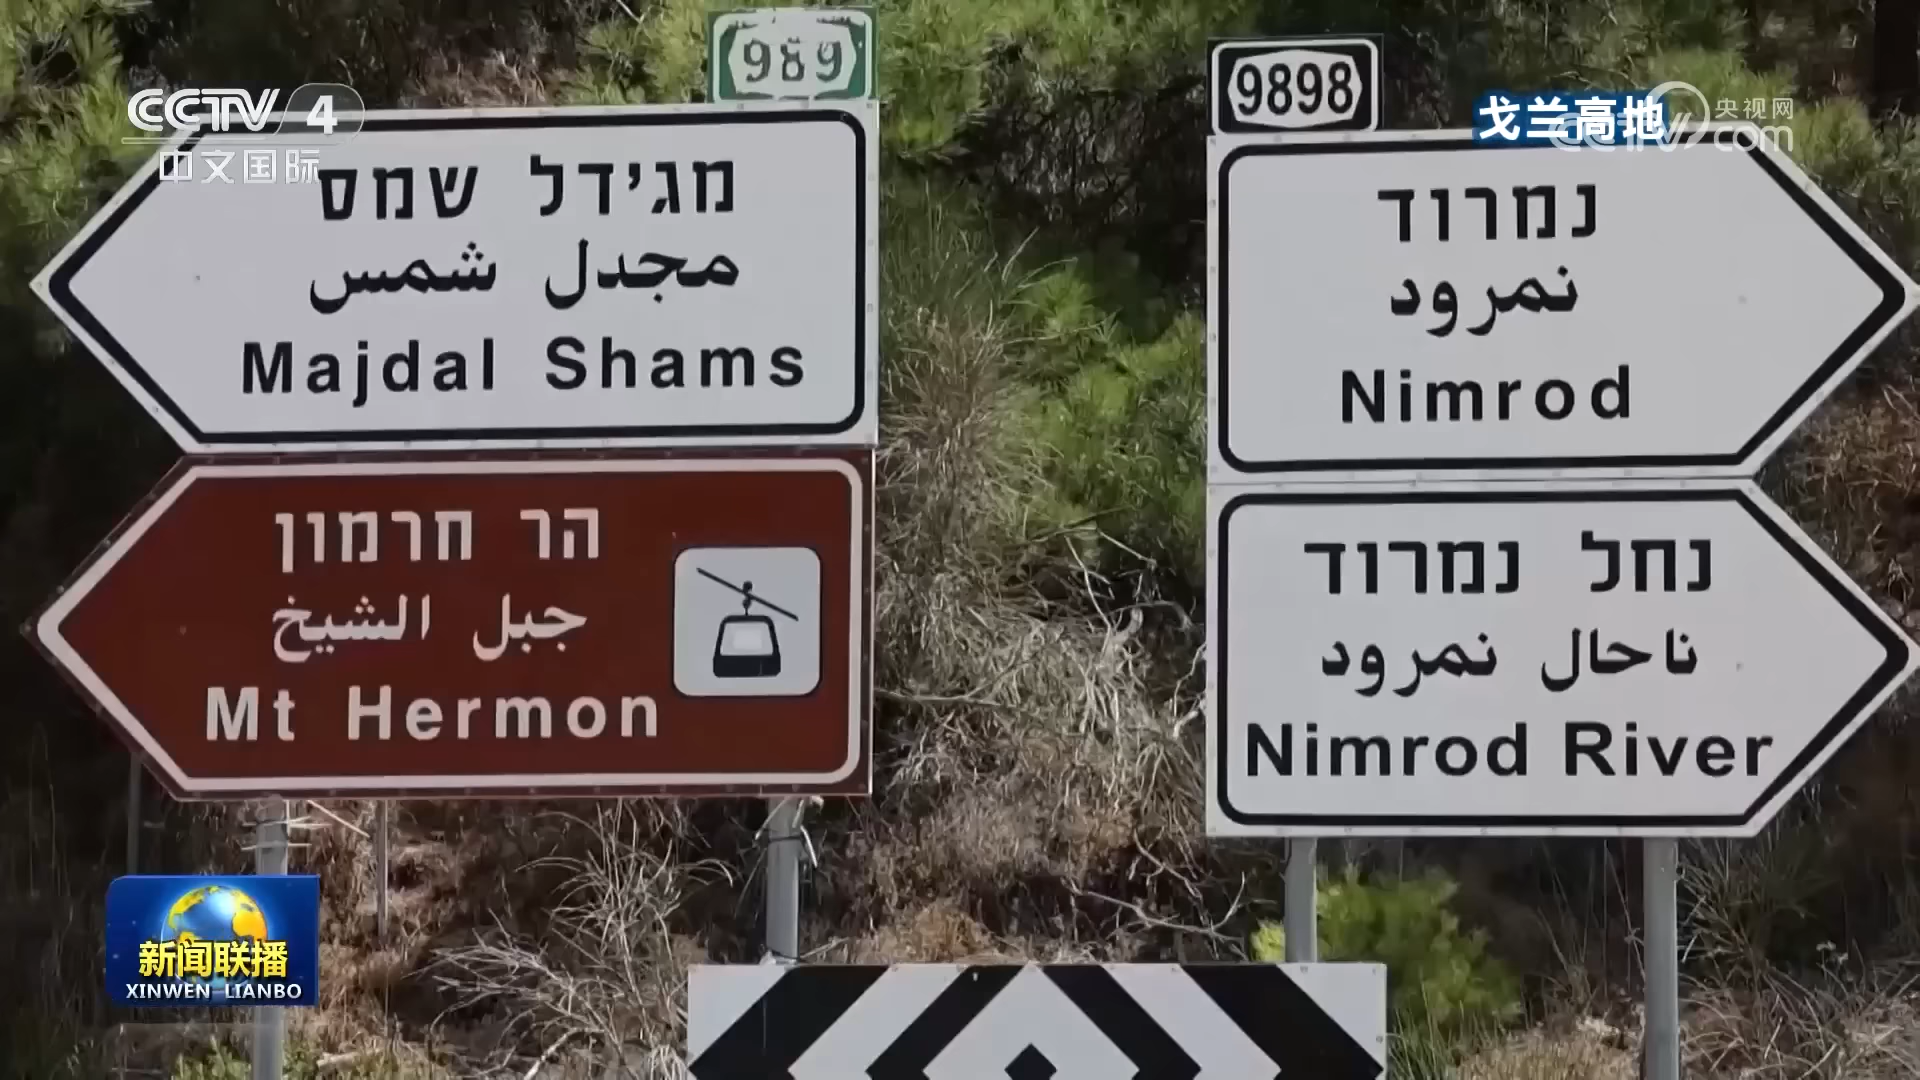 CCTV 4
中文国际
戈兰高地
央视网
CCTV com
989
מג'דל שמס
مجدل شمس
Majdal Shams
הר חרמון
جبل الشيخ
Mt Hermon
9898
נמרוד
نمرود
Nimrod
נחל נמרוד
ناحال نمرود
Nimrod River
新闻联播
XINWEN LIANBO